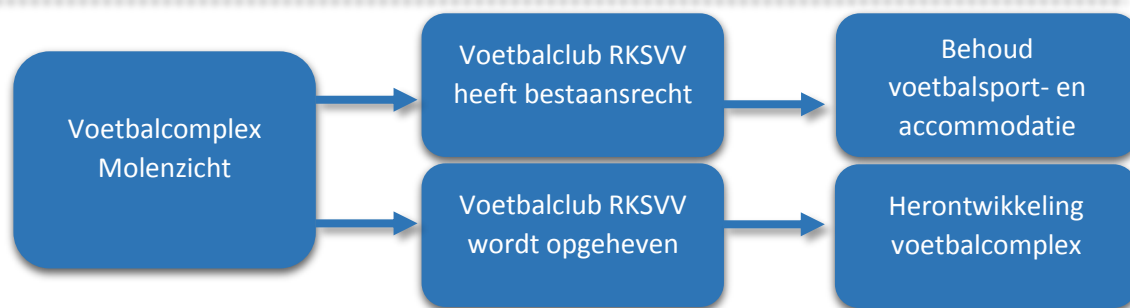 Voetbalcomplex
Molenzicht
Voetbalclub RKSVV
heeft bestaansrecht
Behoud
voetbalsport- en
accommodatie
Voetbalclub RKSVV
wordt opgeheven
Herontwikkeling
voetbalcomplex